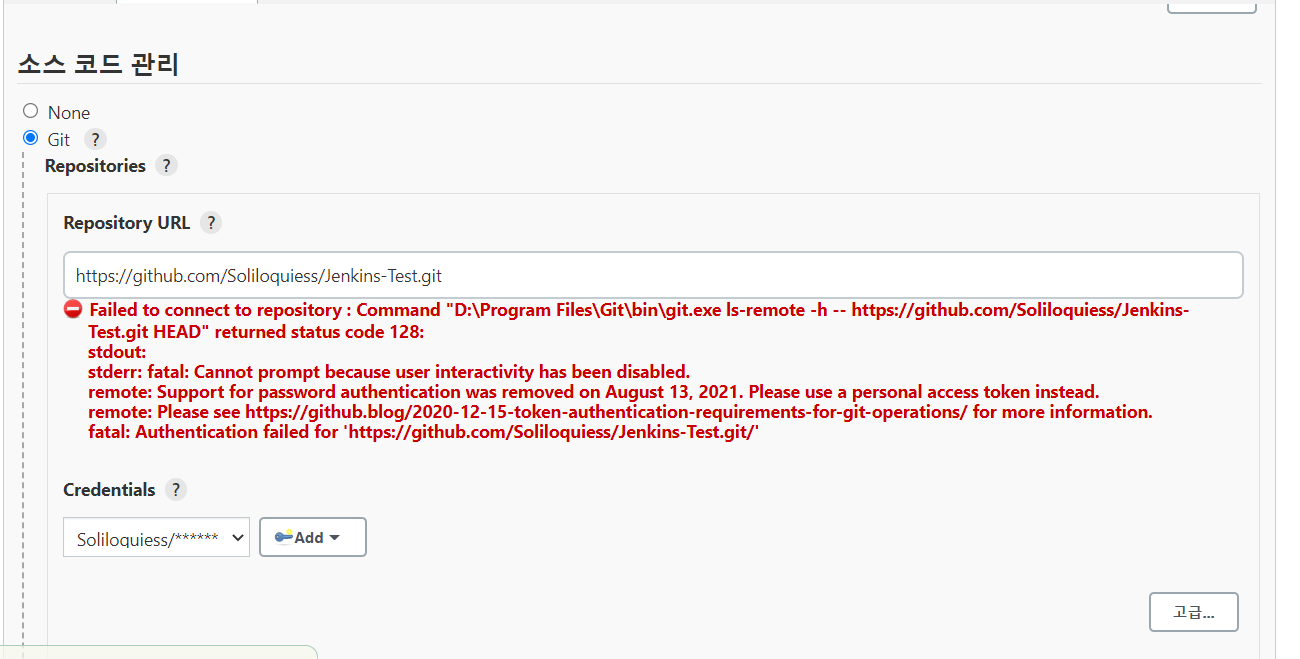 소스 코드 관리
None
Git ?
Repositories ?
Repository URL ?
https://github.com/Soliloquiess/Jenkins-Test.git
Failed to connect to repository : Command "D:\Program Files\Git\bin\git.exe ls-remote -h -- https://github.com/Soliloquiess/Jenkins-
Test.git HEAD" returned status code 128:
stdout:
stderr: fatal: Cannot prompt because user interactivity has been disabled.
remote: Support for password authentication was removed on August 13, 2021. Please use a personal access token instead.
remote: Please see https://github.blog/2020-12-15-token-authentication-requirements-for-git-operations/ for more information.
fatal: Authentication failed for 'https://github.com/Soliloquiess/Jenkins-Test.git/'
Credentials ?
Soliloquiess/****** Add
고급...